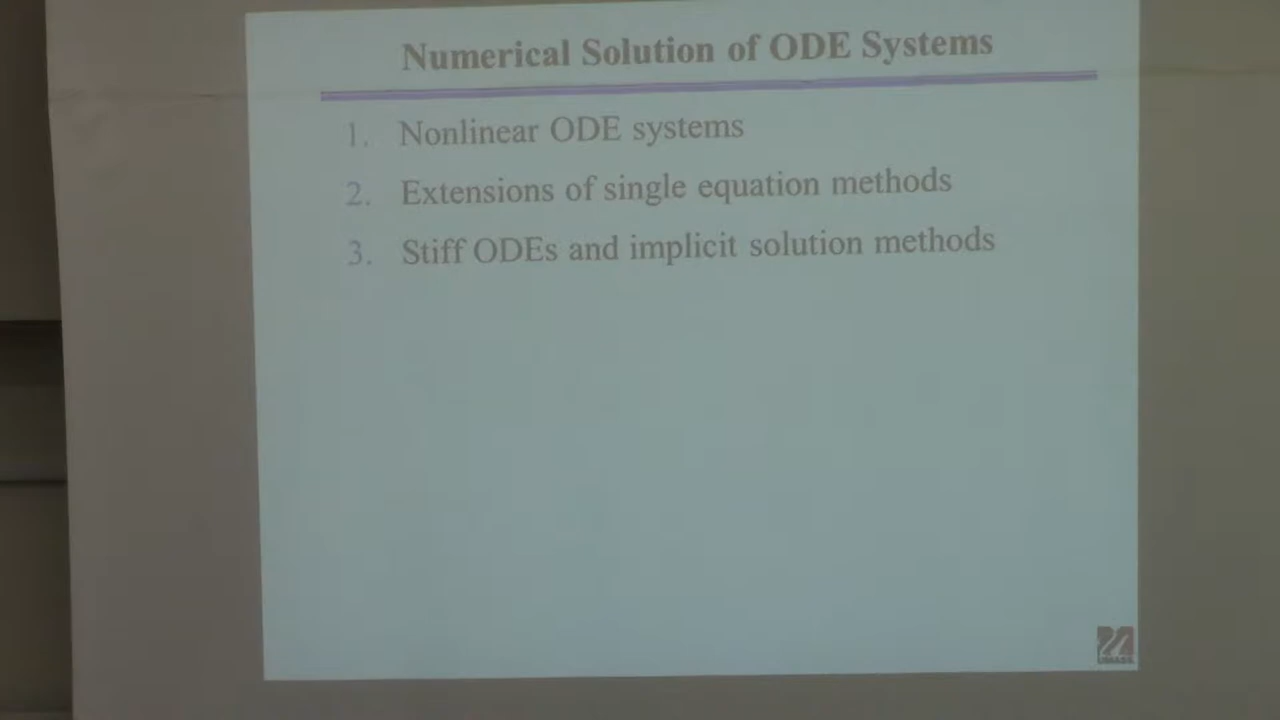 Numerical Solution of ODE Systems
1. Nonlinear ODE systems
2. Extensions of single equation methods
3. Stiff ODEs and implicit solution methods
UMASS